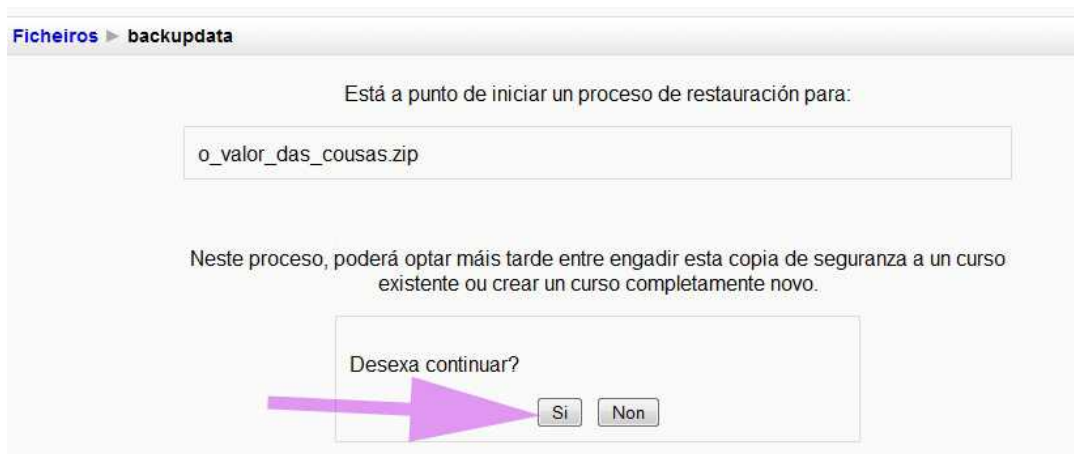 Ficheiros ► backupdata
Está a punto de iniciar un proceso de restauración para:
o_valor_das_cousas.zip
Neste proceso, poderá optar máis tarde entre engadir esta copia de seguranza a un curso
existente ou crear un curso completamente novo.
Desexa continuar?
Si Non